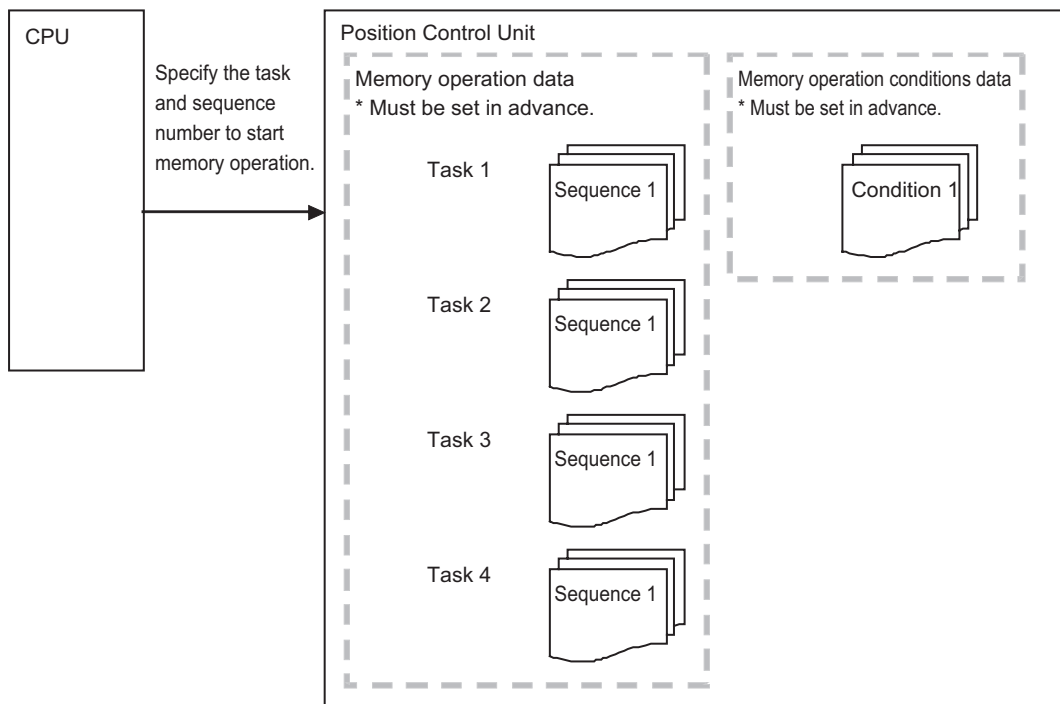 CPU
Specify the task
and sequence
number to start
memory operation.
Position Control Unit
Memory operation data
* Must be set in advance.
Task 1
Sequence 1
Task 2
Sequence 1
Task 3
Sequence 1
Task 4
Sequence 1
Memory operation conditions data
* Must be set in advance.
Condition 1